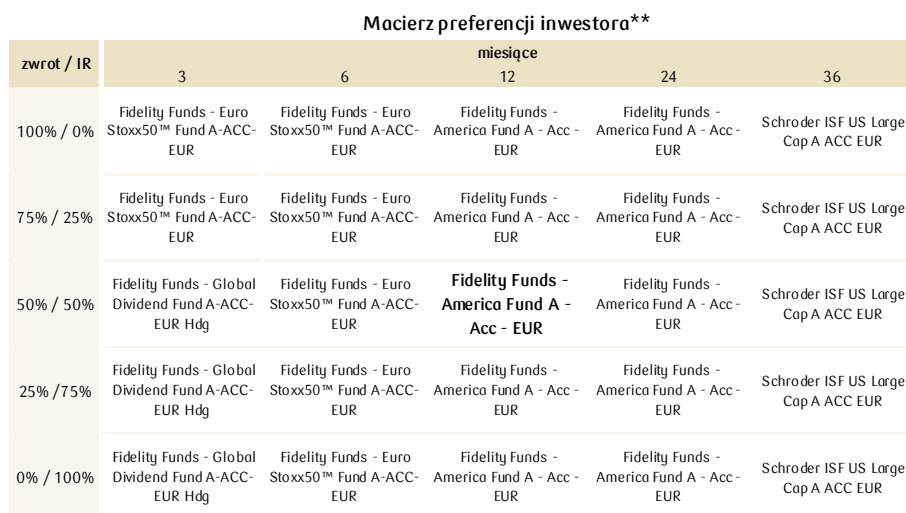 Macierz preferencji inwestora**
zwrot / IR
miesiące
3 6 12 24 36
100% / 0%
Fidelity Funds - Euro
Stoxx50™ Fund A-ACC-
EUR
Fidelity Funds - Euro
Stoxx50™ Fund A-ACC-
EUR
Fidelity Funds -
America Fund A - Acc -
EUR
Fidelity Funds -
America Fund A - Acc -
EUR
Schroder ISF US Large
Cap A ACC EUR
75% / 25%
Fidelity Funds - Euro
Stoxx50™ Fund A-ACC-
EUR
Fidelity Funds - Euro
Stoxx50™ Fund A-ACC-
EUR
Fidelity Funds -
America Fund A - Acc -
EUR
Fidelity Funds -
America Fund A - Acc -
EUR
Schroder ISF US Large
Cap A ACC EUR
50% / 50%
Fidelity Funds - Global
Dividend Fund A-ACC-
EUR Hdg
Fidelity Funds - Euro
Stoxx50™ Fund A-ACC-
EUR
Fidelity Funds -
America Fund A -
Acc - EUR
Fidelity Funds -
America Fund A - Acc -
EUR
Schroder ISF US Large
Cap A ACC EUR
25% /75%
Fidelity Funds - Global
Dividend Fund A-ACC-
EUR Hdg
Fidelity Funds - Euro
Stoxx50™ Fund A-ACC-
EUR
Fidelity Funds -
America Fund A - Acc -
EUR
Fidelity Funds -
America Fund A - Acc -
EUR
Schroder ISF US Large
Cap A ACC EUR
0% / 100%
Fidelity Funds - Global
Dividend Fund A-ACC-
EUR Hdg
Fidelity Funds - Euro
Stoxx50™ Fund A-ACC-
EUR
Fidelity Funds -
America Fund A - Acc -
EUR
Fidelity Funds -
America Fund A - Acc -
EUR
Schroder ISF US Large
Cap A ACC EUR